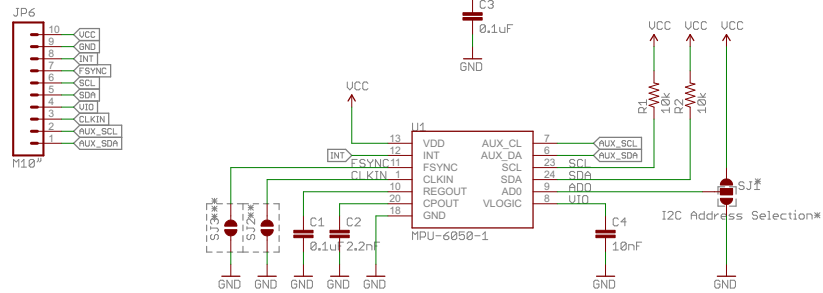 JP6
10 VCC
9 GND
8 INT
7 FSYNC
6 SCL
5 SDA
4 VIO
3 CLKIN
2 AUX_SCL
1 AUX_SDA
M10"
C3
0.1uF
GND
VCC
VCC
VCC
R1
10k
R2
10k
VCC
U1
13 VDD
INT 12 INT
FSYNC 11 FSYNC
CLKIN 1 CLKIN
10 REGOUT
20 CPOUT
18 GND
AUX_CL 7 AUX_SCL
AUX_DA 6 AUX_SDA
SCL 23 SCL
SDA 24 SDA
AD0 9 AD0
VLOGIC 8 VIO
MPU-6050-1
SJ3***
SJ2**
C1
0.1uF
C2
2.2nF
C4
10nF
SJ1*
I2C Address Selection*
GND
GND
GND
GND
GND
GND
GND